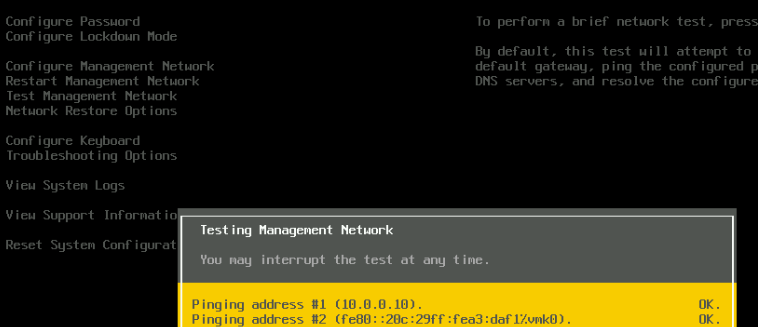 Configure Password
Configure Lockdown Mode
Configure Management Network
Restart Management Network
Test Management Network
Network Restore Options
Configure Keyboard
Troubleshooting Options
View System Logs
View Support Informatio
Reset System Configurat
To perform a brief network test, press
By default, this test will attempt to
default gateway, ping the configured p
DNS servers, and resolve the configure
Testing Management Network
You may interrupt the test at any time.
Pinging address #1 (10.0.0.10). OK.
Pinging address #2 (fe80::20c:29ff:fea3:daf1%vmk0). OK.